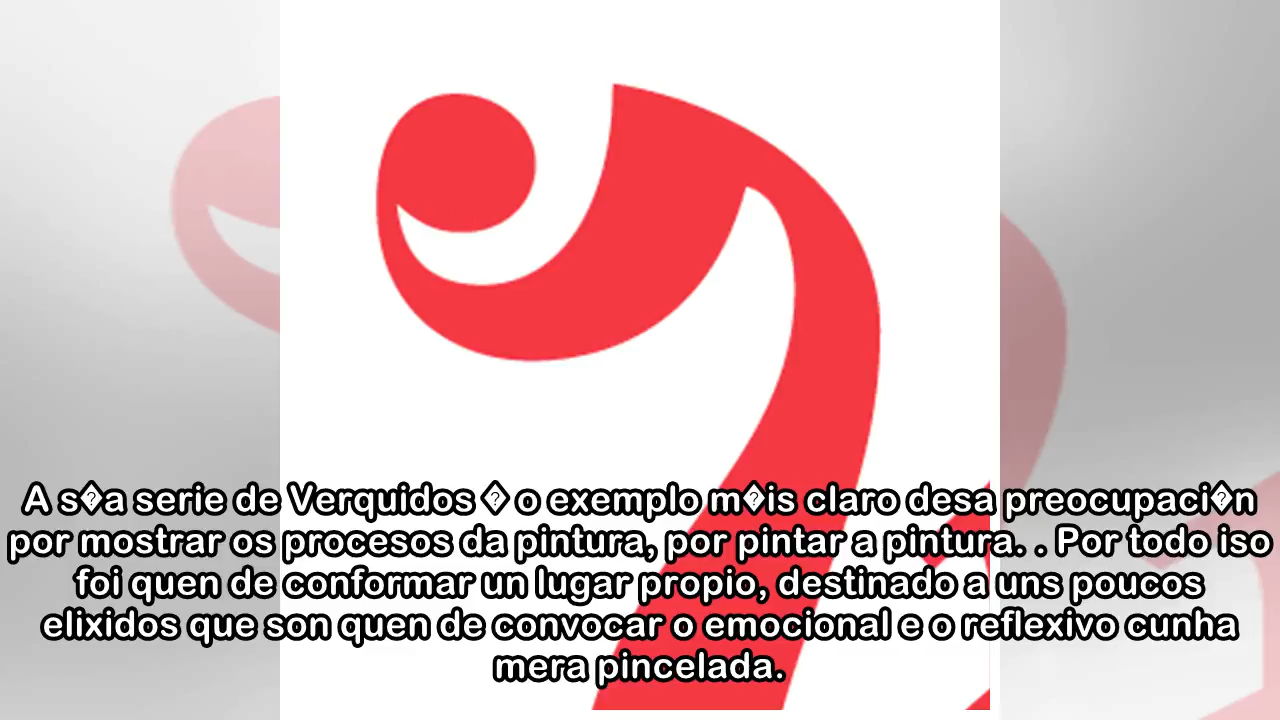 A s�a serie de Verquidos � o exemplo m�is claro desa preocupaci�n
por mostrar os procesos da pintura, por pintar a pintura. . Por todo iso
foi quen de conformar un lugar propio, destinado a uns poucos
elixidos que son quen de convocar o emocional e o reflexivo cunha
mera pincelada.